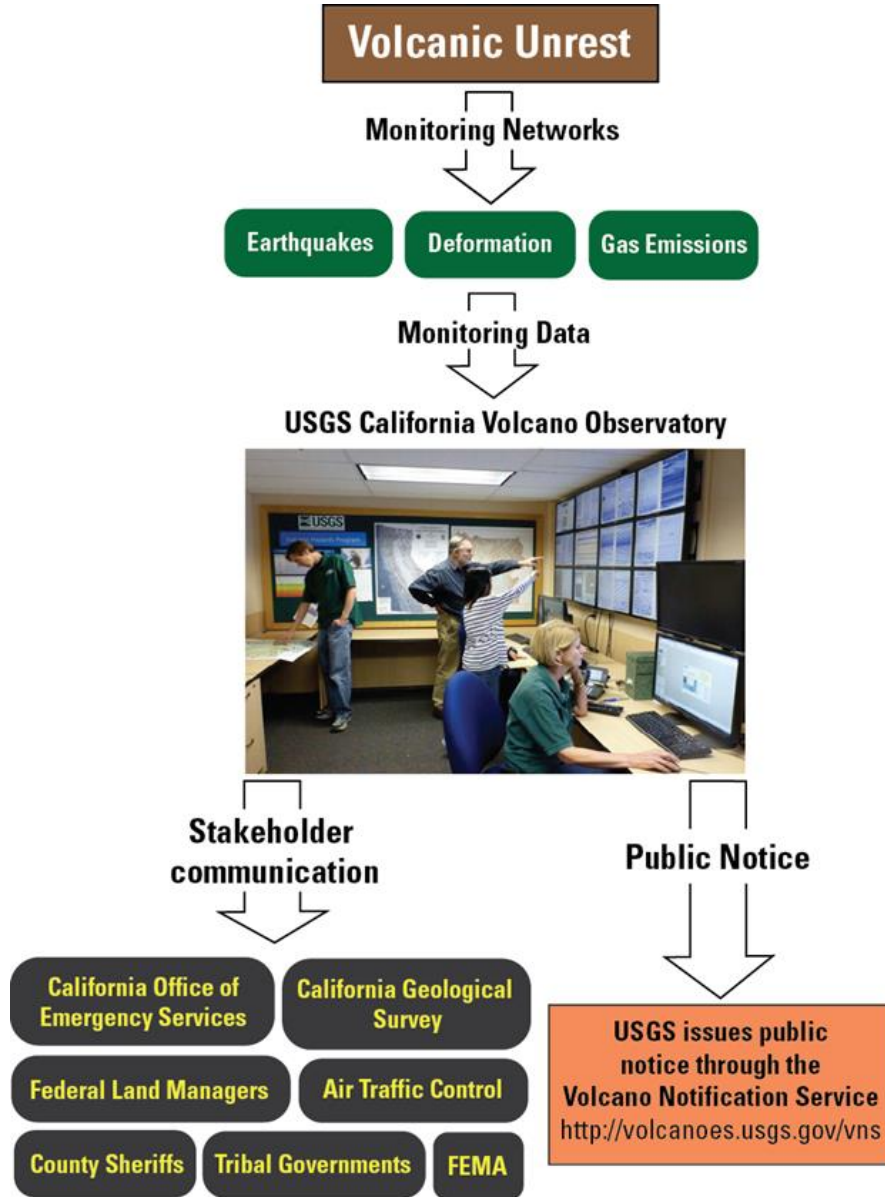 Volcanic Unrest
Monitoring Networks
Earthquakes
Deformation
Gas Emissions
Monitoring Data
USGS California Volcano Observatory
USGS
Stakeholder
communication
Public Notice
California Office of
Emergency Services
California Geological
Survey
Federal Land Managers
Air Traffic Control
County Sheriffs
Tribal Governments
FEMA
USGS issues public
notice through the
Volcano Notification Service
http://volcanoes.usgs.gov/vns